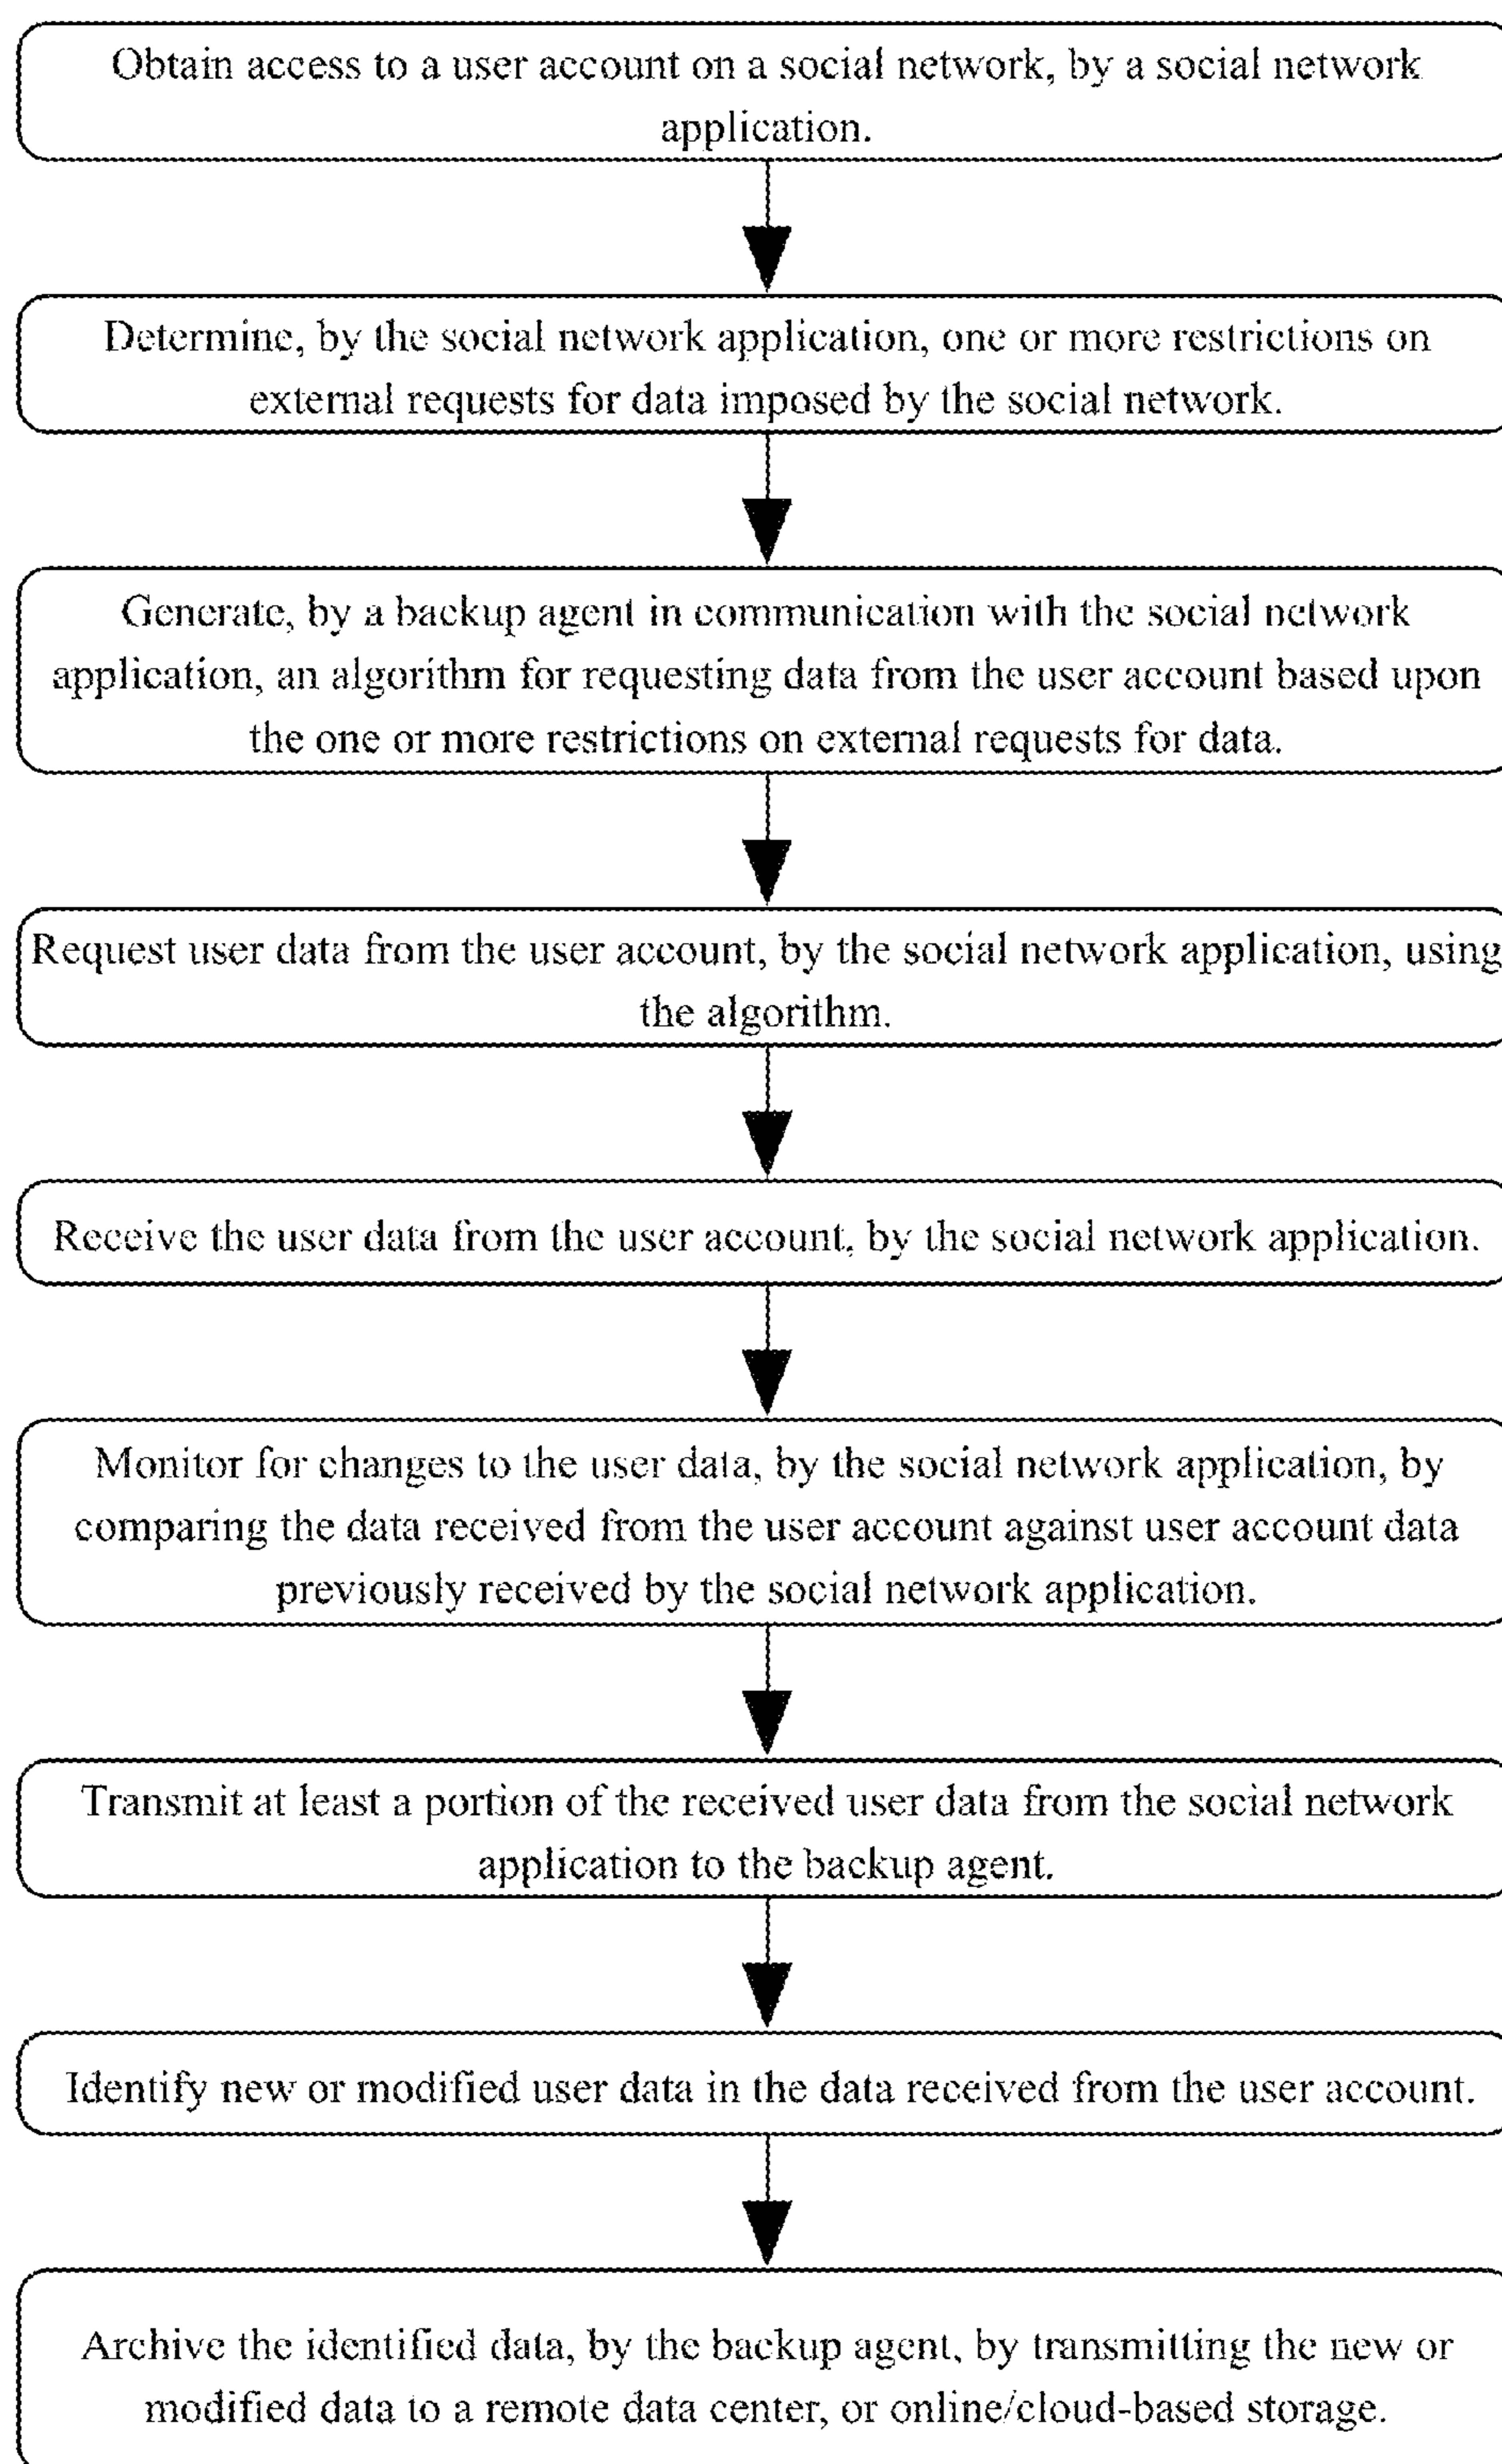 Obtain access to a user account on a social network, by a social network
application.
Determine, by the social network application, one or more restrictions on
external requests for data imposed by the social network.
Generate, by a backup agent in communication with the social network
application, an algorithm for requesting data from the user account based upon
the one or more restrictions on external requests for data.
Request user data from the user account, by the social network application, using
the algorithm.
Receive the user data from the user account, by the social network application.
Monitor for changes to the user data, by the social network application, by
comparing the data received from the user account against user account data
previously received by the social network application.
Transmit at least a portion of the received user data from the social network
application to the backup agent.
Identify new or modified user data in the data received from the user account.
Archive the identified data, by the backup agent, by transmitting the new or
modified data to a remote data center, or online/cloud-based storage.